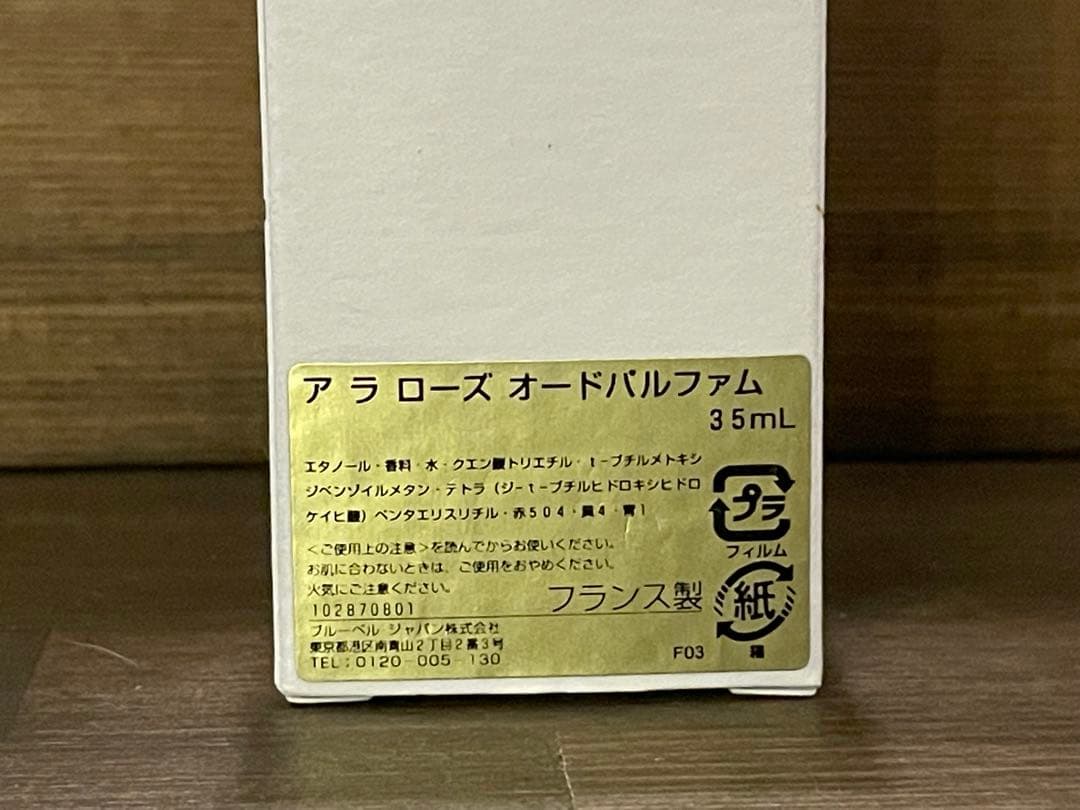 ア ラ ローズ オードパルファム
35mL
エタノール・香料・水・クエン酸トリエチル・t-ブチルメトキシ
ジベンゾイルメタン・テトラ（ジ-t-ブチルヒドロキシヒドロ
ケイヒ酸）ペンタエリスリチル・赤504・黄4・青1
＜ご使用上の注意＞を読んでからお使いください。
お肌に合わないときは、ご使用をおやめください。
火気にご注意ください。
102870801
フランス製
ブルーベル ジャパン株式会社
東京都港区南青山2丁目2番3号
TEL：0120-005-130
F03
プラ
フィルム
紙
箱